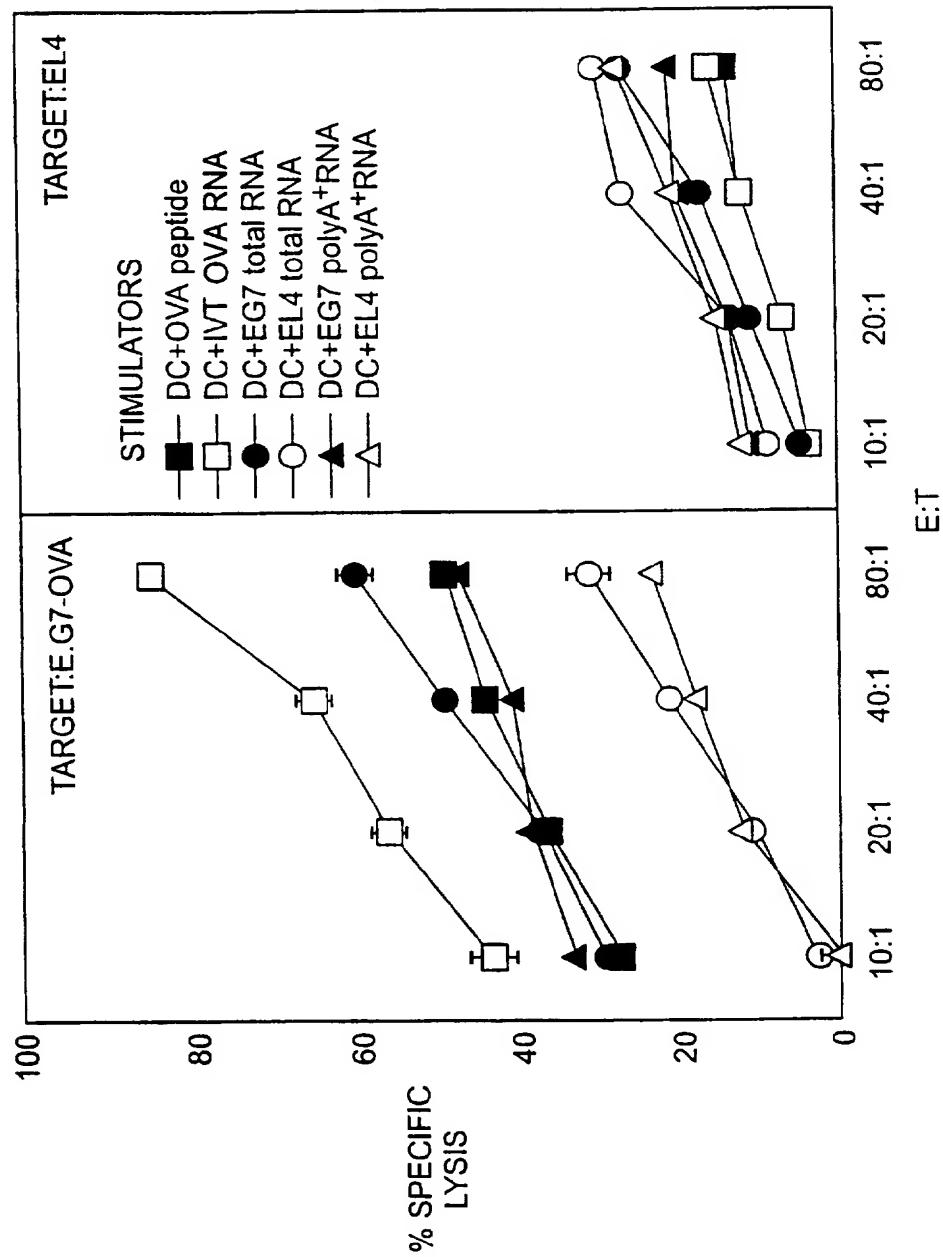 TARGET:E.G7-OVA
TARGET:EL4
STIMULATORS
DC+OVA peptide
DC+IVT OVA RNA
DC+EG7 total RNA
DC+EL4 total RNA
DC+EG7 polyA+RNA
DC+EL4 polyA+RNA
% SPECIFIC
LYSIS
100
80
60
40
20
0
10:1
20:1
40:1
80:1
10:1
20:1
40:1
80:1
E:T